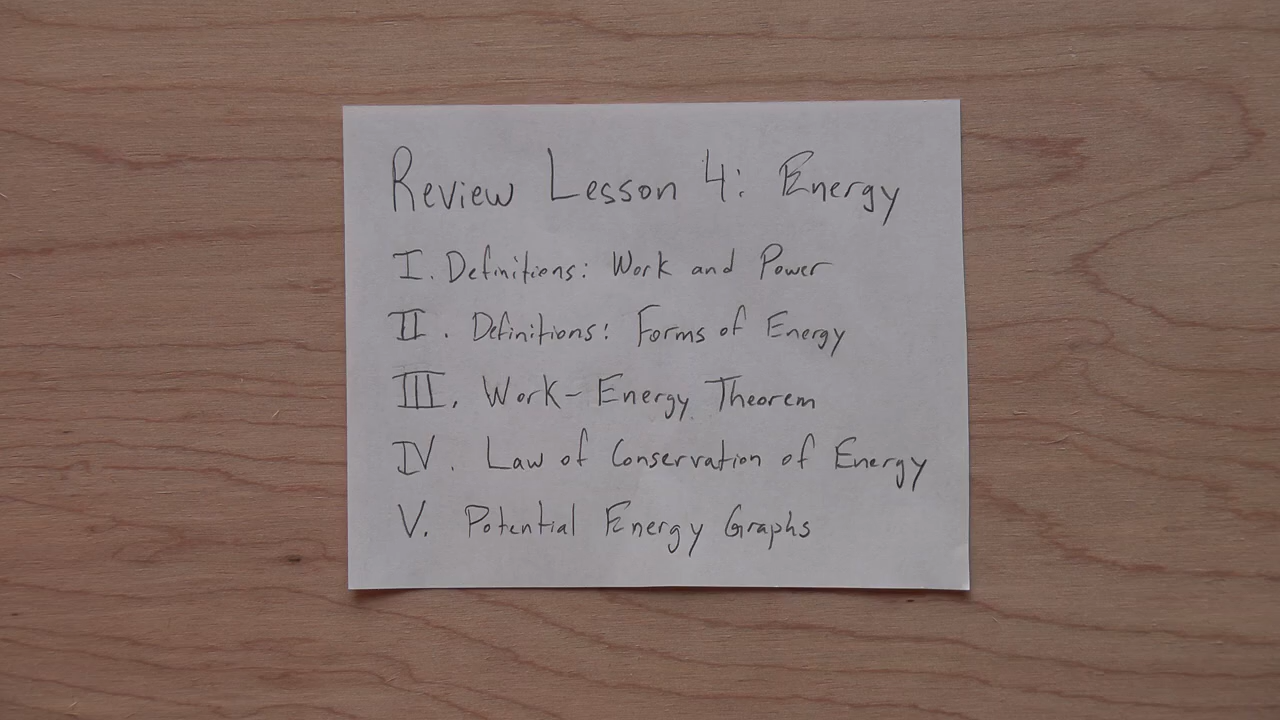 Review Lesson 4: Energy
I. Definitions: Work and Power
II. Definitions: Forms of Energy
III. Work-Energy Theorem
IV. Law of Conservation of Energy
V. Potential Energy Graphs